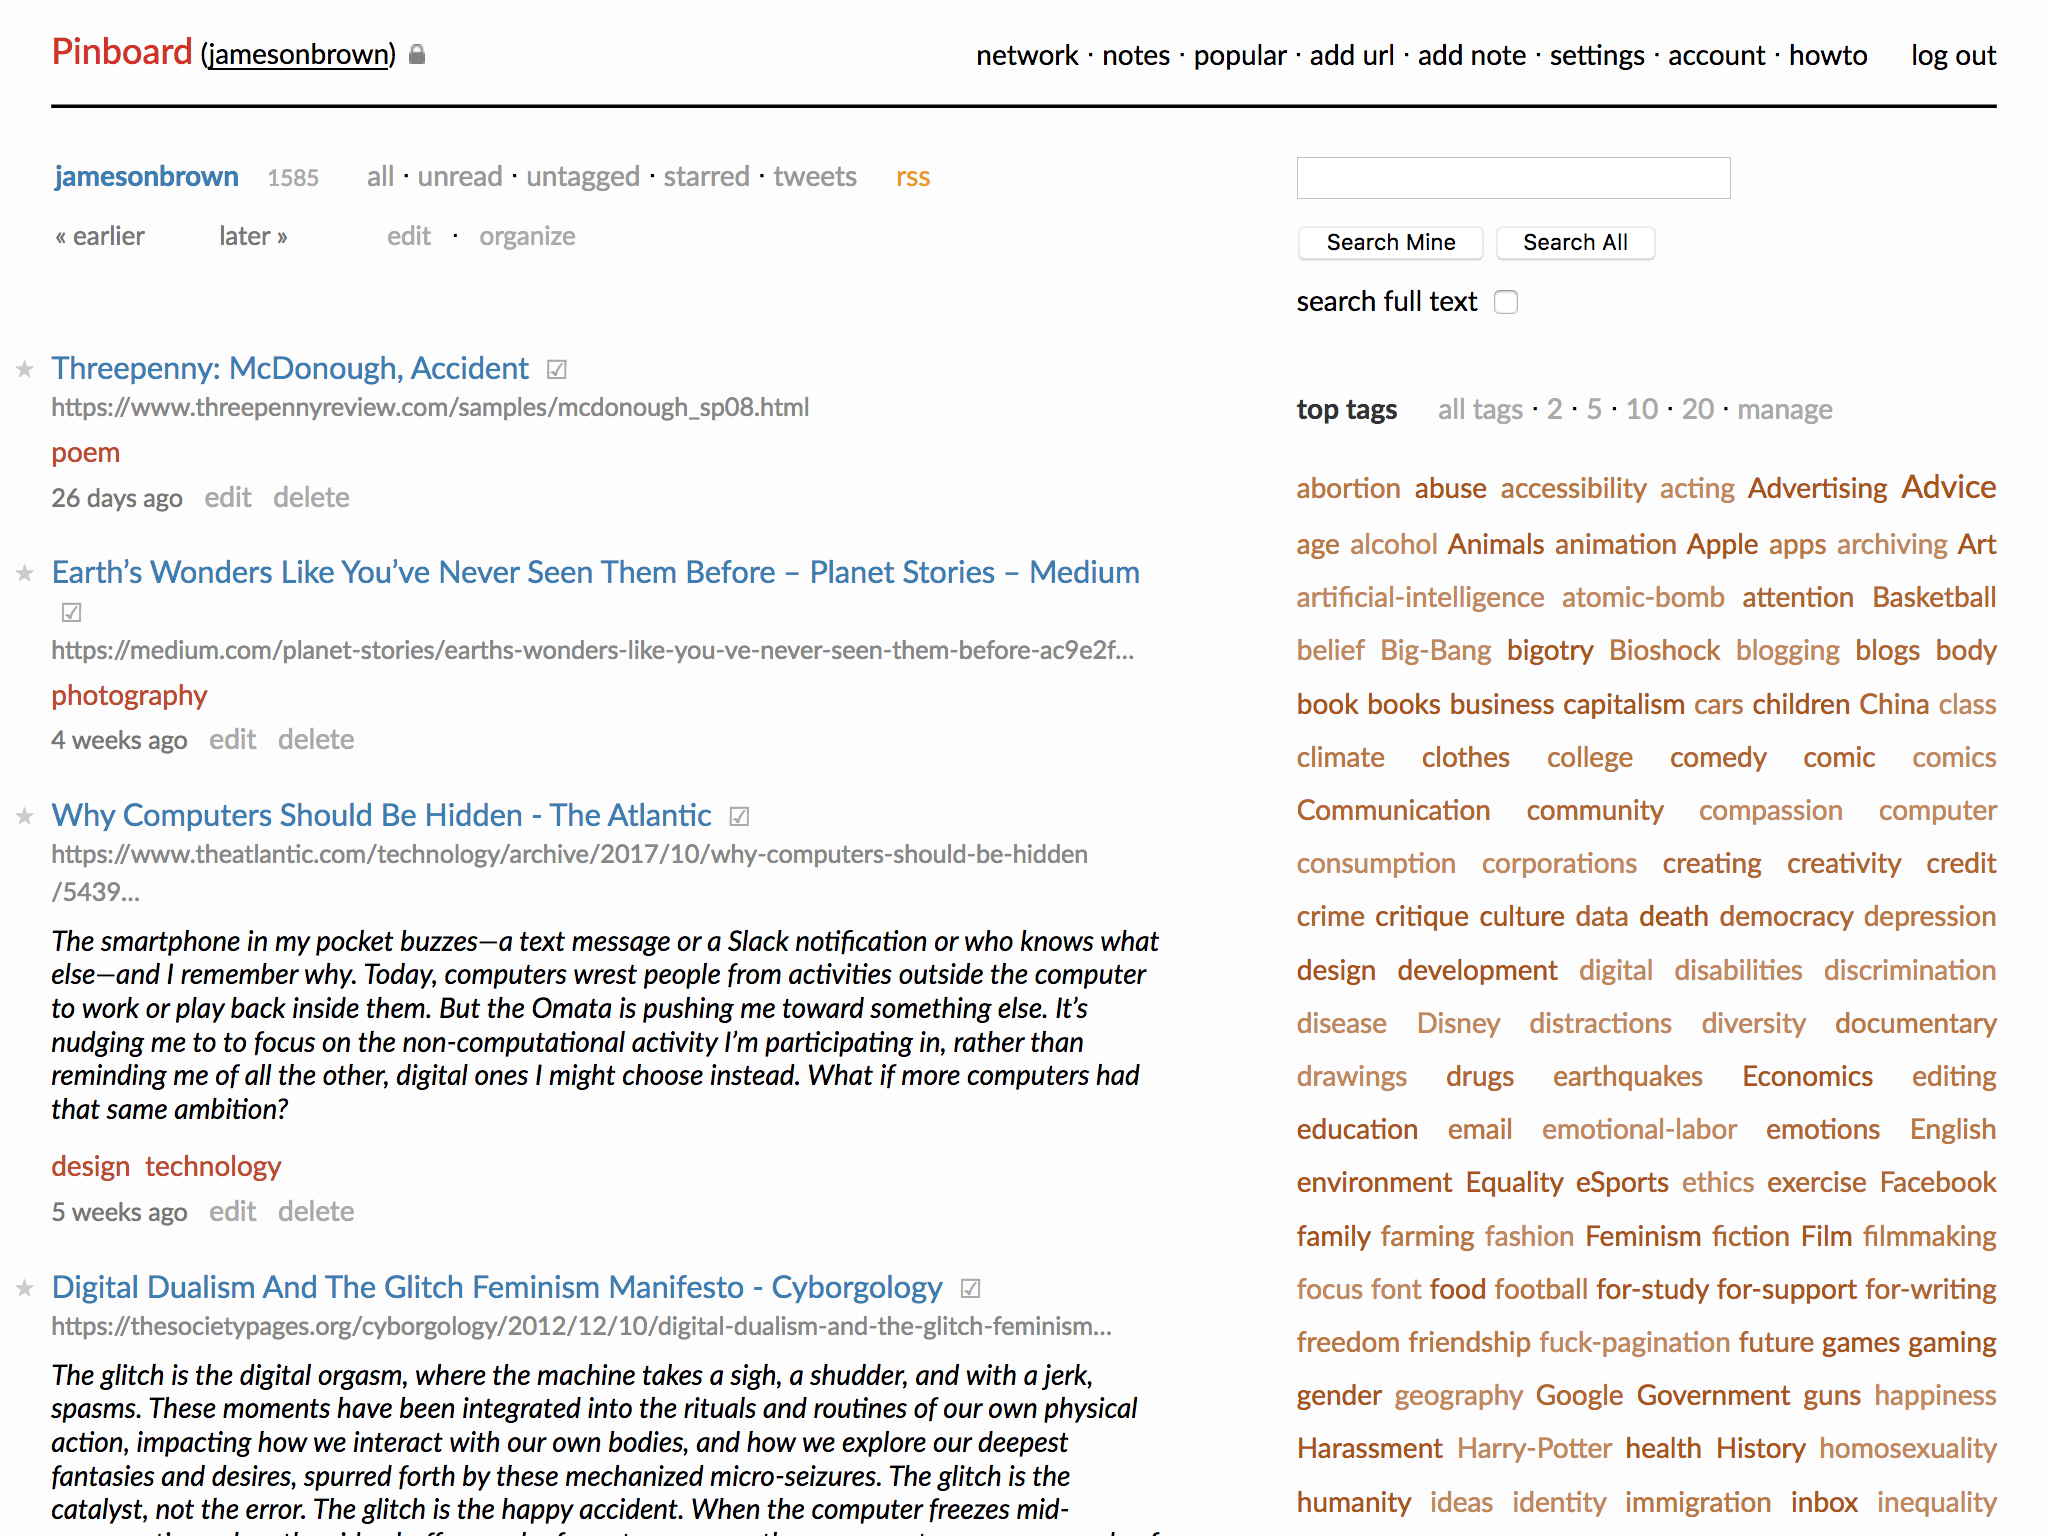 Pinboard (jamesonbrown)
network · notes · popular · add url · add note · settings · account · howto log out
jamesonbrown 1585 all · unread · untagged · starred · tweets rss
« earlier later » edit · organize
Threepenny: McDonough, Accident ☑
https://www.threepennyreview.com/samples/mcdonough_sp08.html
poem
26 days ago edit delete
Earth’s Wonders Like You’ve Never Seen Them Before – Planet Stories – Medium
☑
https://medium.com/planet-stories/earths-wonders-like-you-ve-never-seen-them-before-ac9e2f...
photography
4 weeks ago edit delete
Why Computers Should Be Hidden - The Atlantic ☑
https://www.theatlantic.com/technology/archive/2017/10/why-computers-should-be-hidden
/5439...
The smartphone in my pocket buzzes—a text message or a Slack notification or who knows what
else—and I remember why. Today, computers wrest people from activities outside the computer
to work or play back inside them. But the Omata is pushing me toward something else. It’s
nudging me to to focus on the non-computational activity I’m participating in, rather than
reminding me of all the other, digital ones I might choose instead. What if more computers had
that same ambition?
design technology
5 weeks ago edit delete
Digital Dualism And The Glitch Feminism Manifesto - Cyborgology ☑
https://thesocietypages.org/cyborgology/2012/12/10/digital-dualism-and-the-glitch-feminism...
The glitch is the digital orgasm, where the machine takes a sigh, a shudder, and with a jerk,
spasms. These moments have been integrated into the rituals and routines of our own physical
action, impacting how we interact with our own bodies, and how we explore our deepest
fantasies and desires, spurred forth by these mechanized micro-seizures. The glitch is the
catalyst, not the error. The glitch is the happy accident. When the computer freezes mid-
Search Mine Search All
search full text
top tags all tags · 2 · 5 · 10 · 20 · manage
abortion abuse accessibility acting Advertising Advice
age alcohol Animals animation Apple apps archiving Art
artificial-intelligence atomic-bomb attention Basketball
belief Big-Bang bigotry Bioshock blogging blogs body
book books business capitalism cars children China class
climate clothes college comedy comic comics
Communication community compassion computer
consumption corporations creating creativity credit
crime critique culture data death democracy depression
design development digital disabilities discrimination
disease Disney distractions diversity documentary
drawings drugs earthquakes Economics editing
education email emotional-labor emotions English
environment Equality eSports ethics exercise Facebook
family farming fashion Feminism fiction Film filmmaking
focus font food football for-study for-support for-writing
freedom friendship fuck-pagination future games gaming
gender geography Google Government guns happiness
Harassment Harry-Potter health History homosexuality
humanity ideas identity immigration inbox inequality